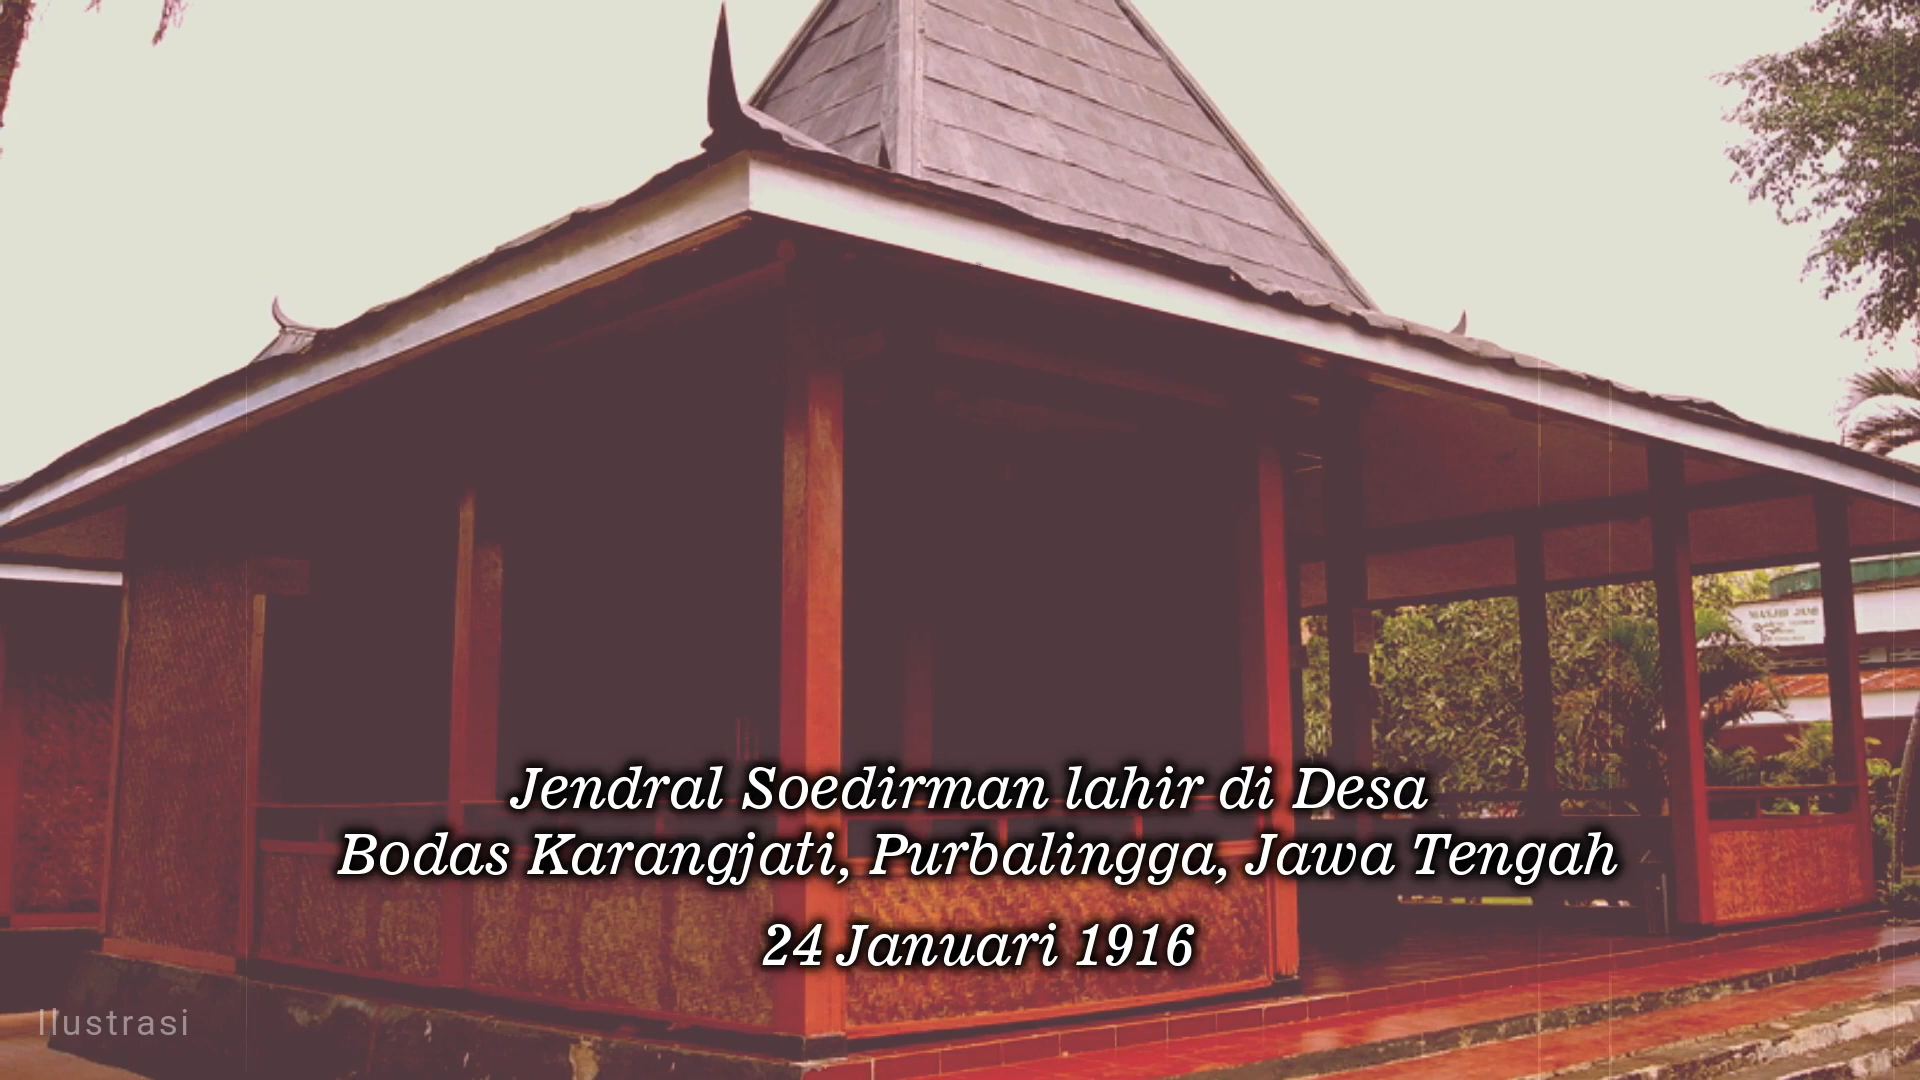 Jendral Soedirman lahir di Desa
Bodas Karangjati, Purbalingga, Jawa Tengah
24 Januari 1916
Ilustrasi